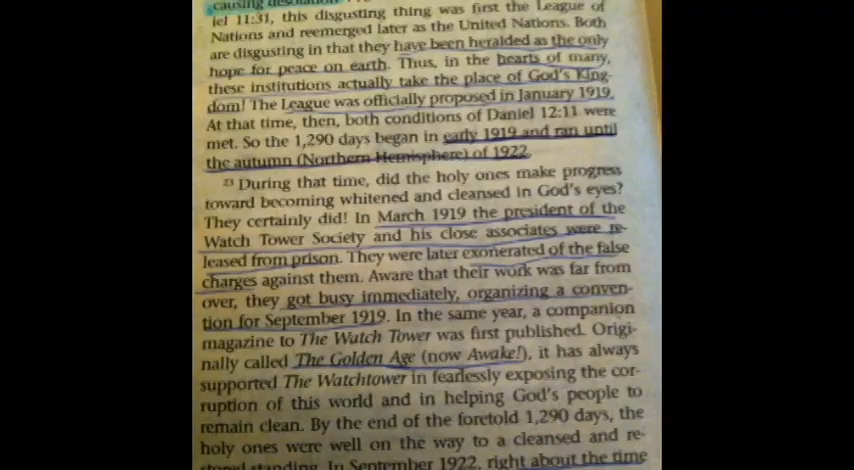 causing desolation
iel 11:31, this disgusting thing was first the League of
Nations and reemerged later as the United Nations. Both
are disgusting in that they have been heralded as the only
hope for peace on earth. Thus, in the hearts of many,
these institutions actually take the place of God's King-
dom! The League was officially proposed in January 1919.
At that time, then, both conditions of Daniel 12:11 were
met. So the 1,290 days began in early 1919 and ran until
the autumn (Northern Hemisphere) of 1922.
23 During that time, did the holy ones make progress
toward becoming whitened and cleansed in God's eyes?
They certainly did! In March 1919 the president of the
Watch Tower Society and his close associates were re-
leased from prison. They were later exonerated of the false
charges against them. Aware that their work was far from
over, they got busy immediately, organizing a conven-
tion for September 1919. In the same year, a companion
magazine to The Watch Tower was first published. Origi-
nally called The Golden Age (now Awake!), it has always
supported The Watchtower in fearlessly exposing the cor-
ruption of this world and in helping God's people to
remain clean. By the end of the foretold 1,290 days, the
holy ones were well on the way to a cleansed and re-
stored standing. In September 1922, right about the time